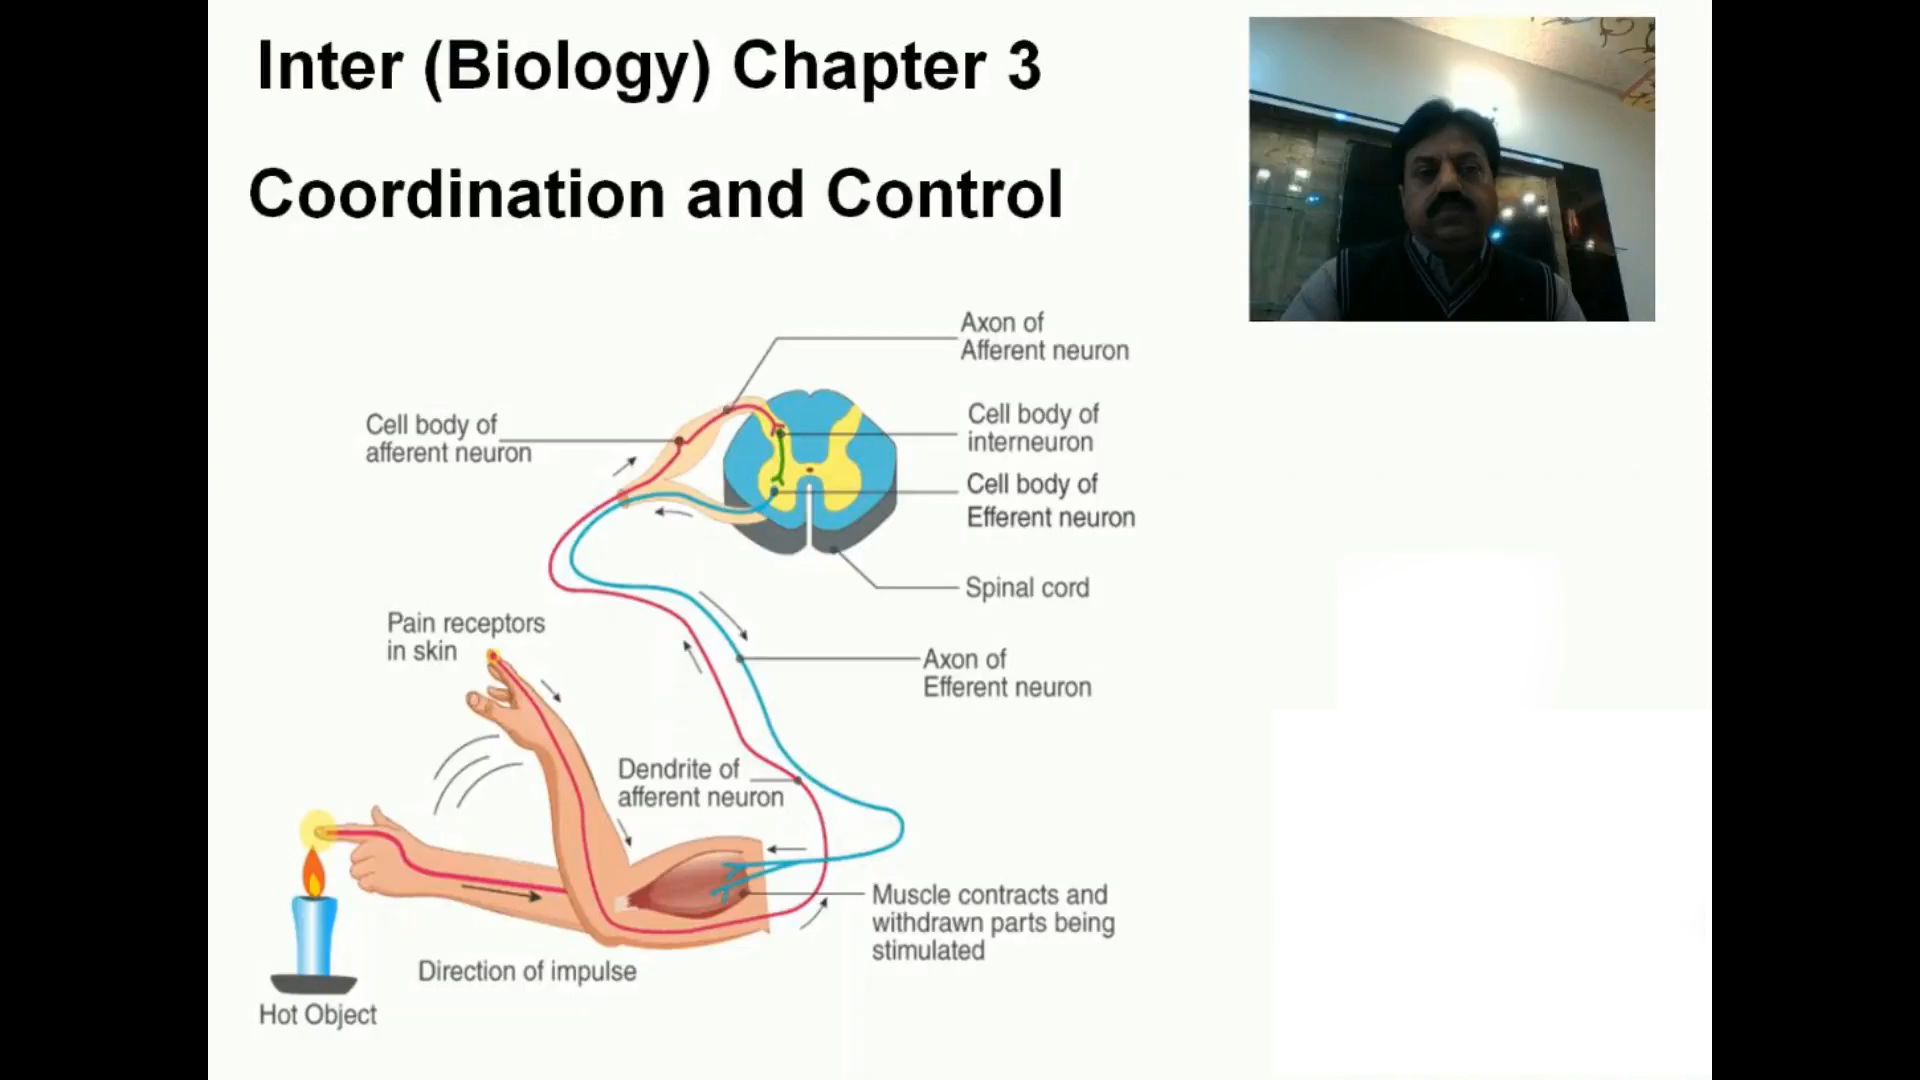 Inter (Biology) Chapter 3
Coordination and Control
Axon of
Afferent neuron
Cell body of
afferent neuron
Cell body of
interneuron
Cell body of
Efferent neuron
Spinal cord
Pain receptors
in skin
Axon of
Efferent neuron
Dendrite of
afferent neuron
Muscle contracts and
withdrawn parts being
stimulated
Direction of impulse
Hot Object